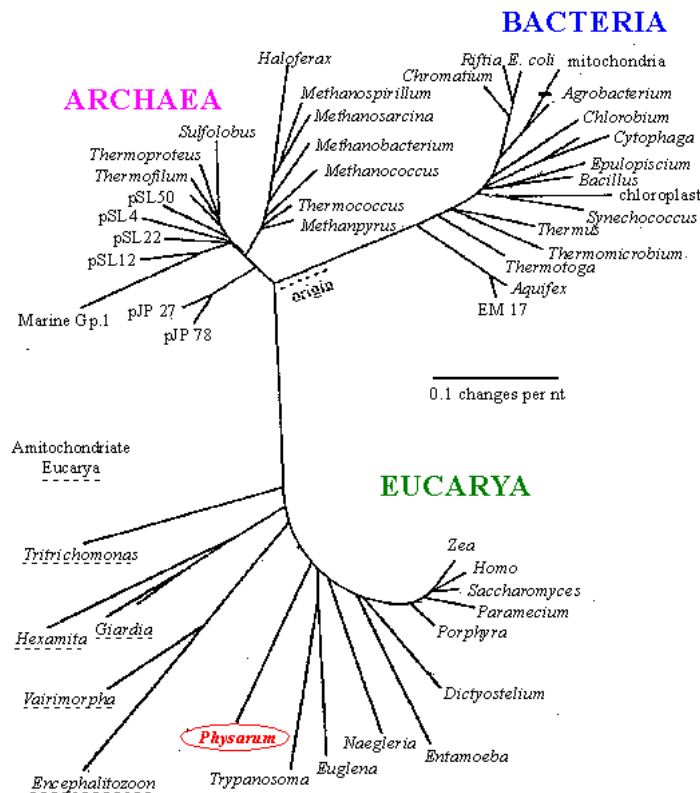 BACTERIA
ARCHAEA
Haloferax
Riftia E. coli mitochondria
Chromatium
Agrobacterium
Methanospirillum
Methanosarcina
Chlorobium
Cytophaga
Sulfolobus
Methanobacterium
Thermoproteus
Epulopiscium
Thermofilum
Methanococcus
Bacillus
pSL50
chloroplast
pSL4
Thermococcus
Synechococcus
Methanpyrus
Thermus
pSL22
Thermomicrobium
pSL12
Thermotoga
origin
Aquifex
Marine Gp.1
pJP 27
EM 17
pJP 78
0.1 changes per nt
Amitochondriate
Eucarya
EUCARYA
Tritrichomonas
Zea
Homo
Saccharomyces
Paramecium
Hexamita
Giardia
Porphyra
Vairimorpha
Dictyostelium
Physarum
Naegleria
Entamoeba
Encephalitozoon
Trypanosoma
Euglena